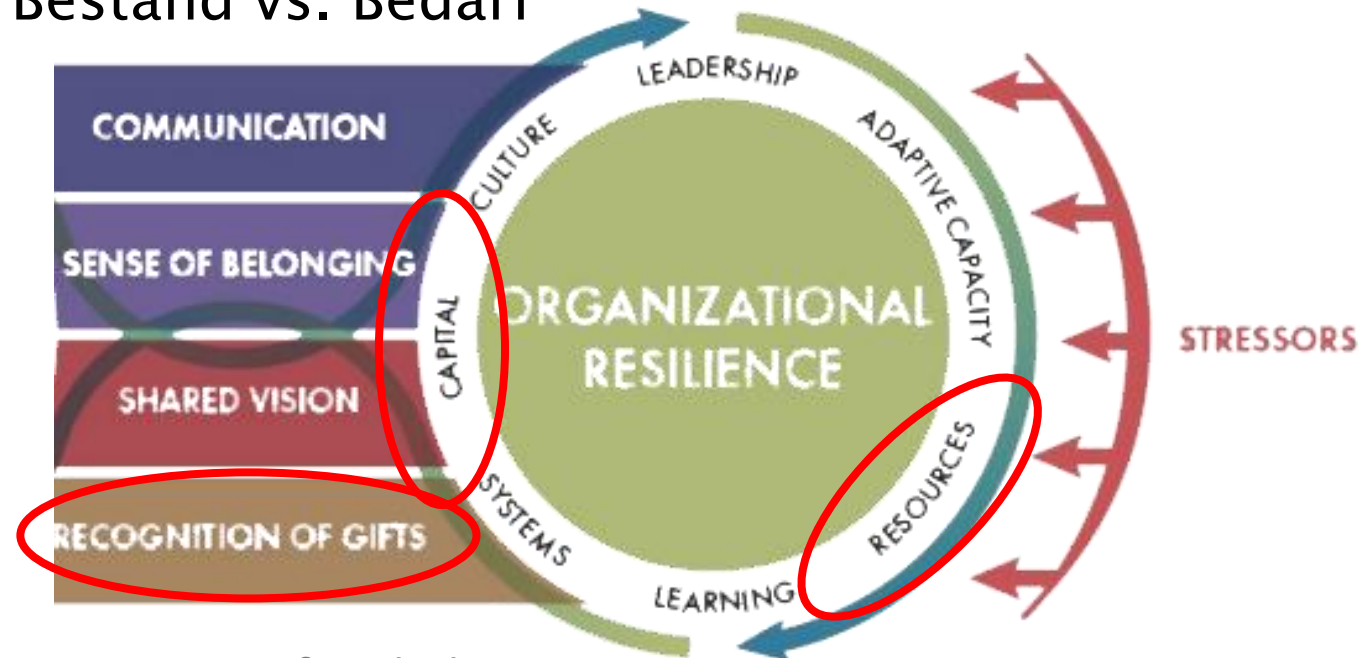 Bestand vs. Bedarf
COMMUNICATION
SENSE OF BELONGING
SHARED VISION
RECOGNITION OF GIFTS
LEADERSHIP
ADAPTIVE CAPACITY
RESOURCES
LEARNING
SYSTEMS
CAPITAL
CULTURE
ORGANIZATIONAL
RESILIENCE
STRESSORS